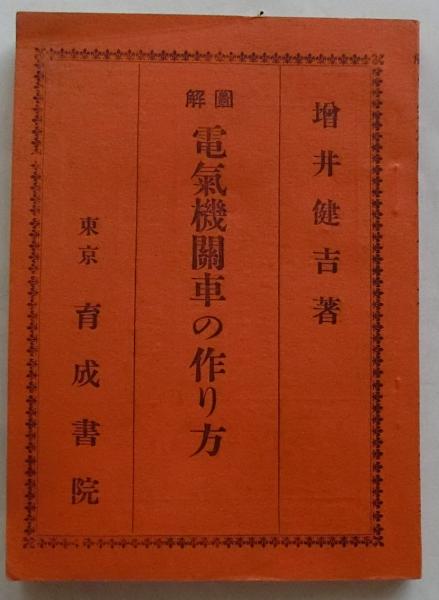 增井健吉著
圖解
電氣機關車の作り方
東京 育成書院